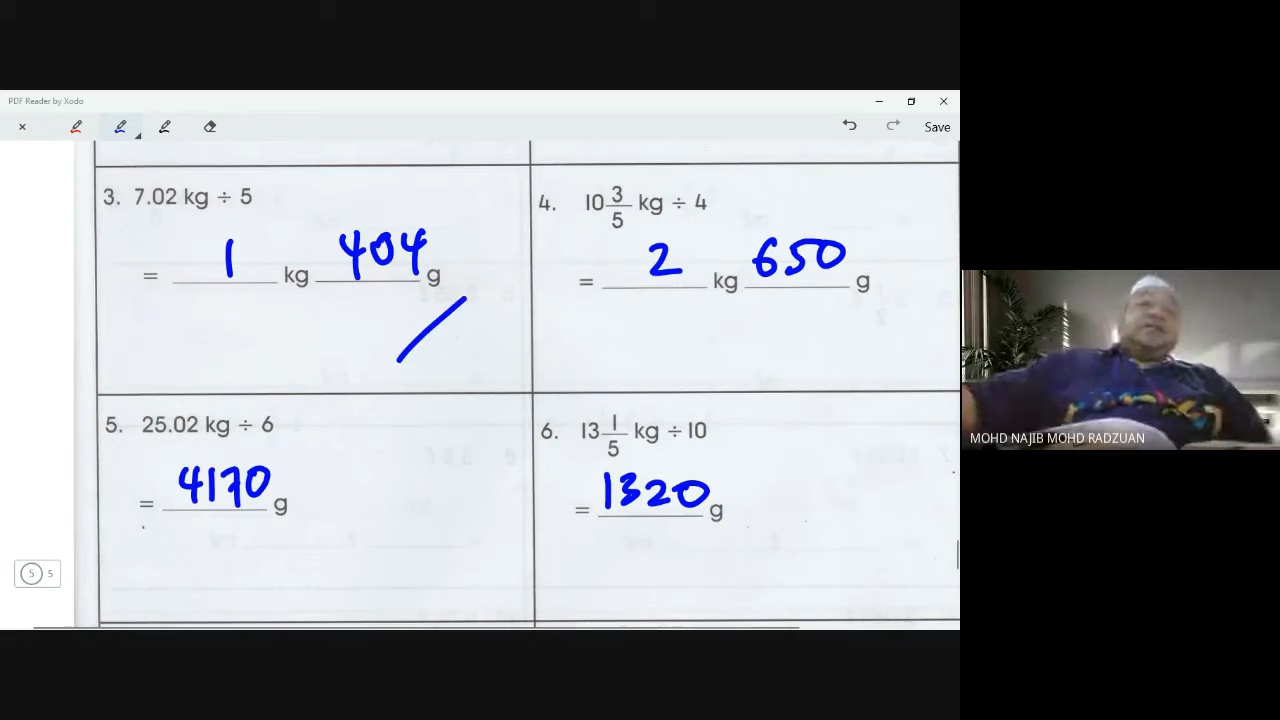 PDF Reader by Xodo
Save
3. 7.02 kg ÷ 5
= 1 kg 404 g
4. 10 3/5 kg ÷ 4
= 2 kg 650 g
5. 25.02 kg ÷ 6
= 4170 g
6. 13 1/5 kg ÷ 10
= 1320 g
5 5
MOHD NAJIB MOHD RADZUAN